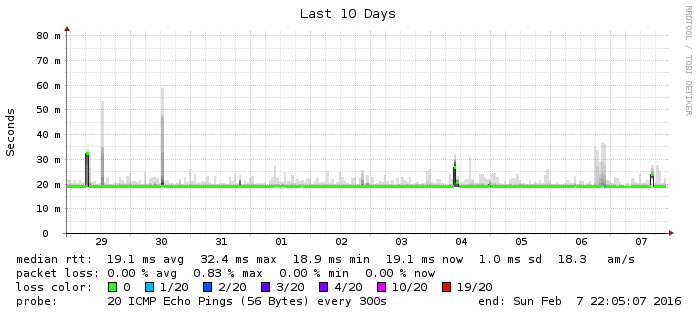 Last 10 Days
RRDTOOL / TOBI OETIKER
Seconds
80 m
70 m
60 m
50 m
40 m
30 m
20 m
10 m
0
29 30 31 01 02 03 04 05 06 07
median rtt: 19.1 ms avg 32.4 ms max 18.9 ms min 19.1 ms now 1.0 ms sd 18.3 am/s
packet loss: 0.00 % avg 0.83 % max 0.00 % min 0.00 % now
loss color: 0 1/20 2/20 3/20 4/20 10/20 19/20
probe: 20 ICMP Echo Pings (56 Bytes) every 300s end: Sun Feb 7 22:05:07 2016